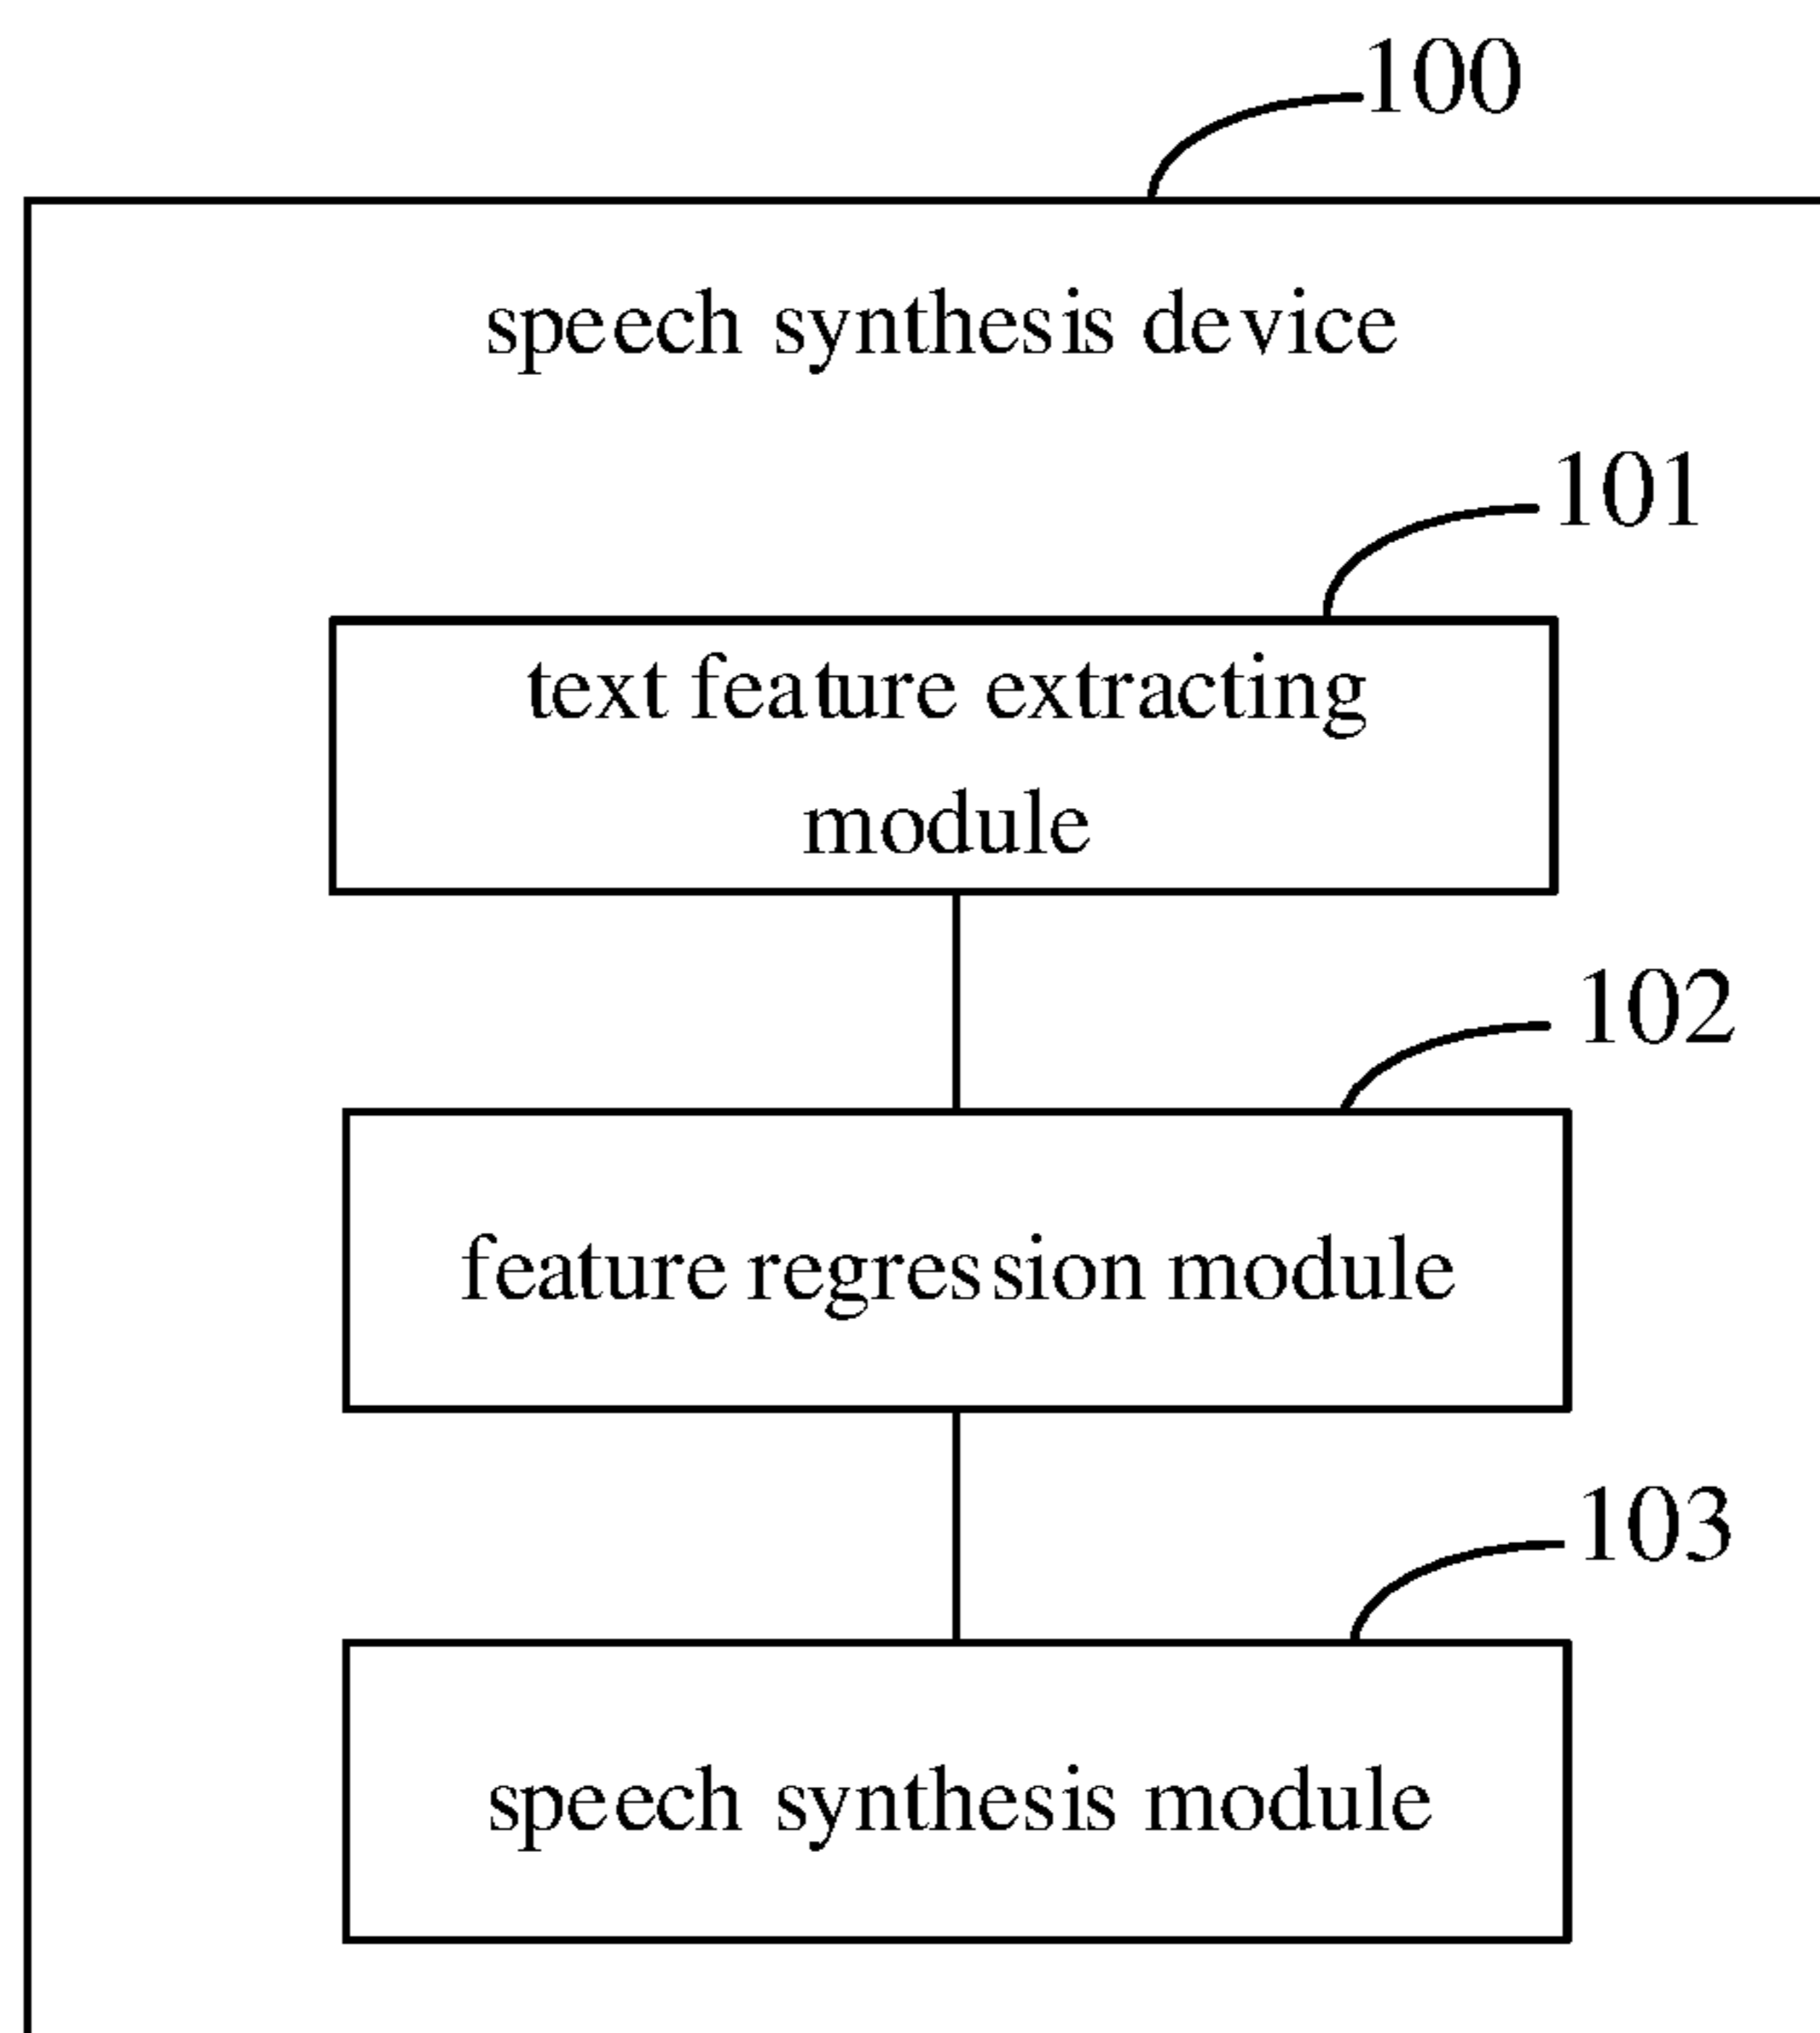 100
speech synthesis device
101
text feature extracting
module
102
feature regression module
103
speech synthesis module